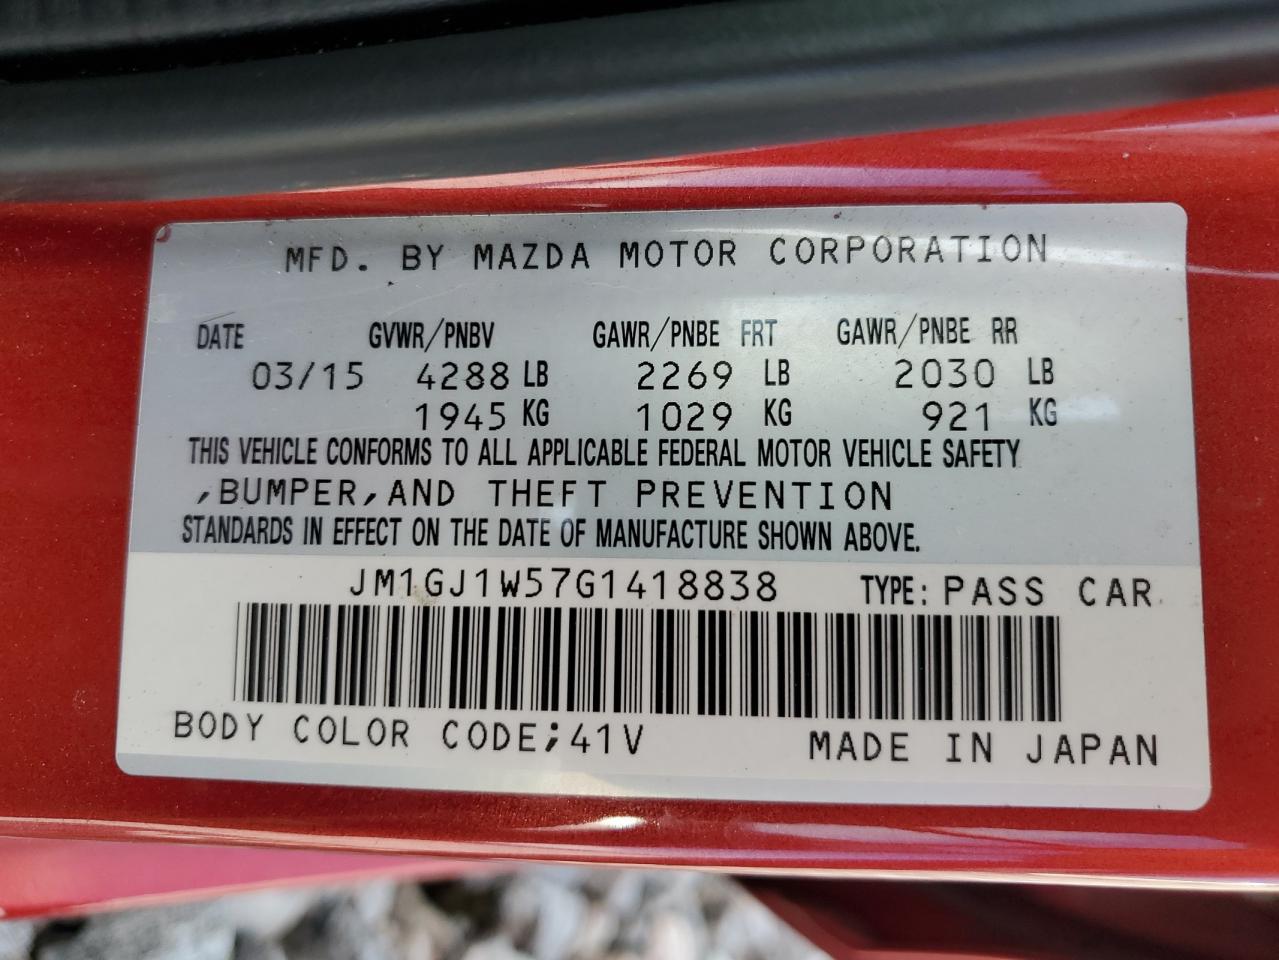 MFD. BY MAZDA MOTOR CORPORATION
DATE GVWR/PNBV GAWR/PNBE FRT GAWR/PNBE RR
03/15 4288 LB 2269 LB 2030 LB
1945 KG 1029 KG 921 KG
THIS VEHICLE CONFORMS TO ALL APPLICABLE FEDERAL MOTOR VEHICLE SAFETY
,BUMPER,AND THEFT PREVENTION
STANDARDS IN EFFECT ON THE DATE OF MANUFACTURE SHOWN ABOVE.
JM1GJ1W57G1418838 TYPE: PASS CAR
BODY COLOR CODE;41V MADE IN JAPAN